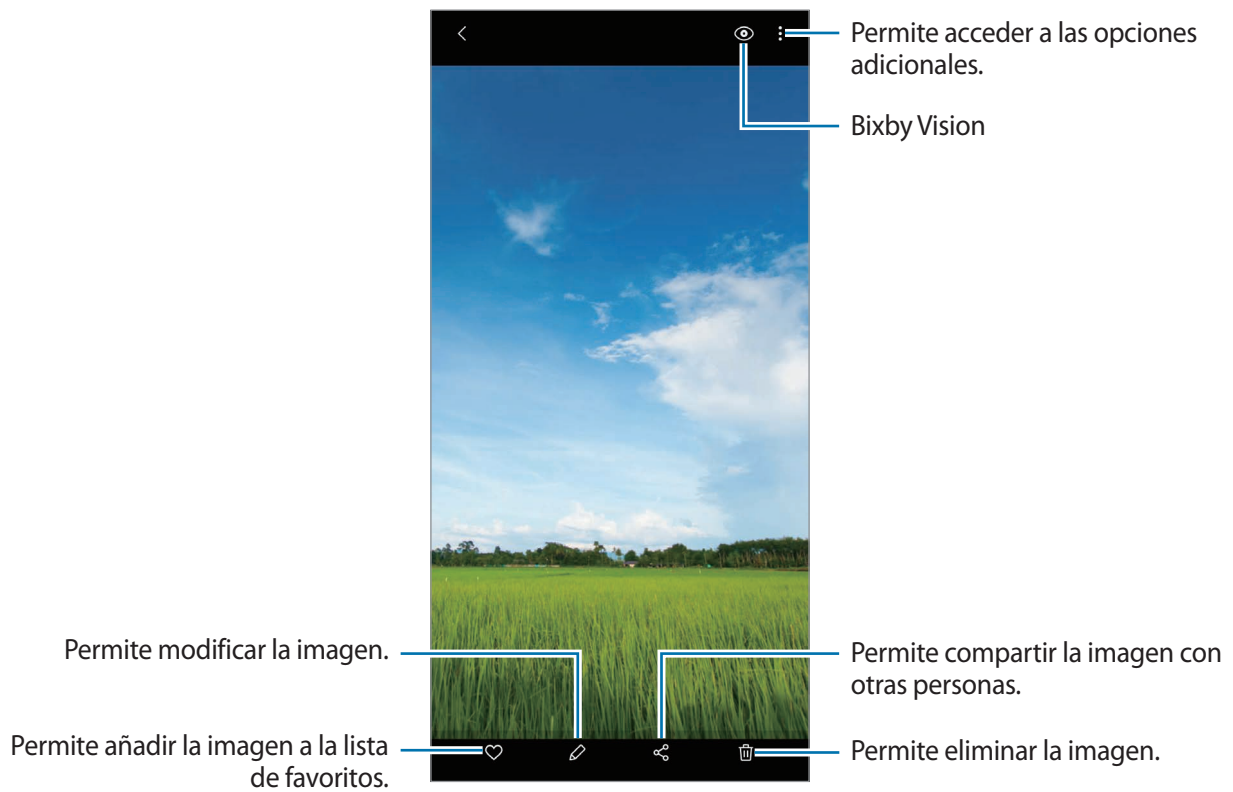 Permite acceder a las opciones
adicionales.
Bixby Vision
Permite modificar la imagen.
Permite compartir la imagen con
otras personas.
Permite añadir la imagen a la lista
de favoritos.
Permite eliminar la imagen.